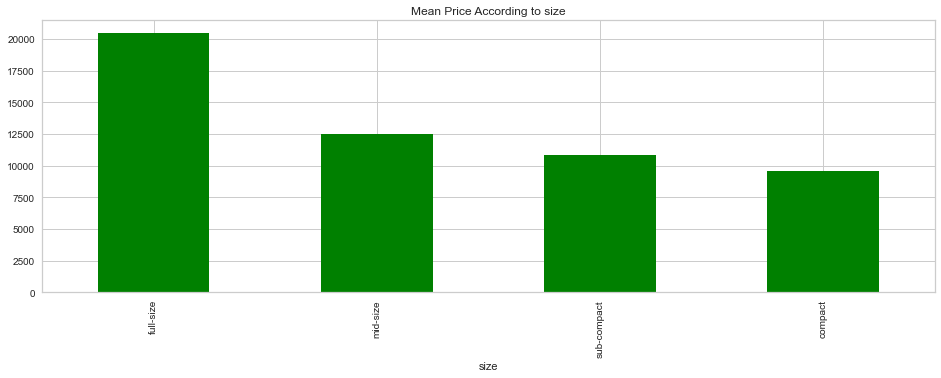 Mean Price According to size
20000
17500
15000
12500
10000
7500
5000
2500
0
full-size
mid-size
sub-compact
compact
size